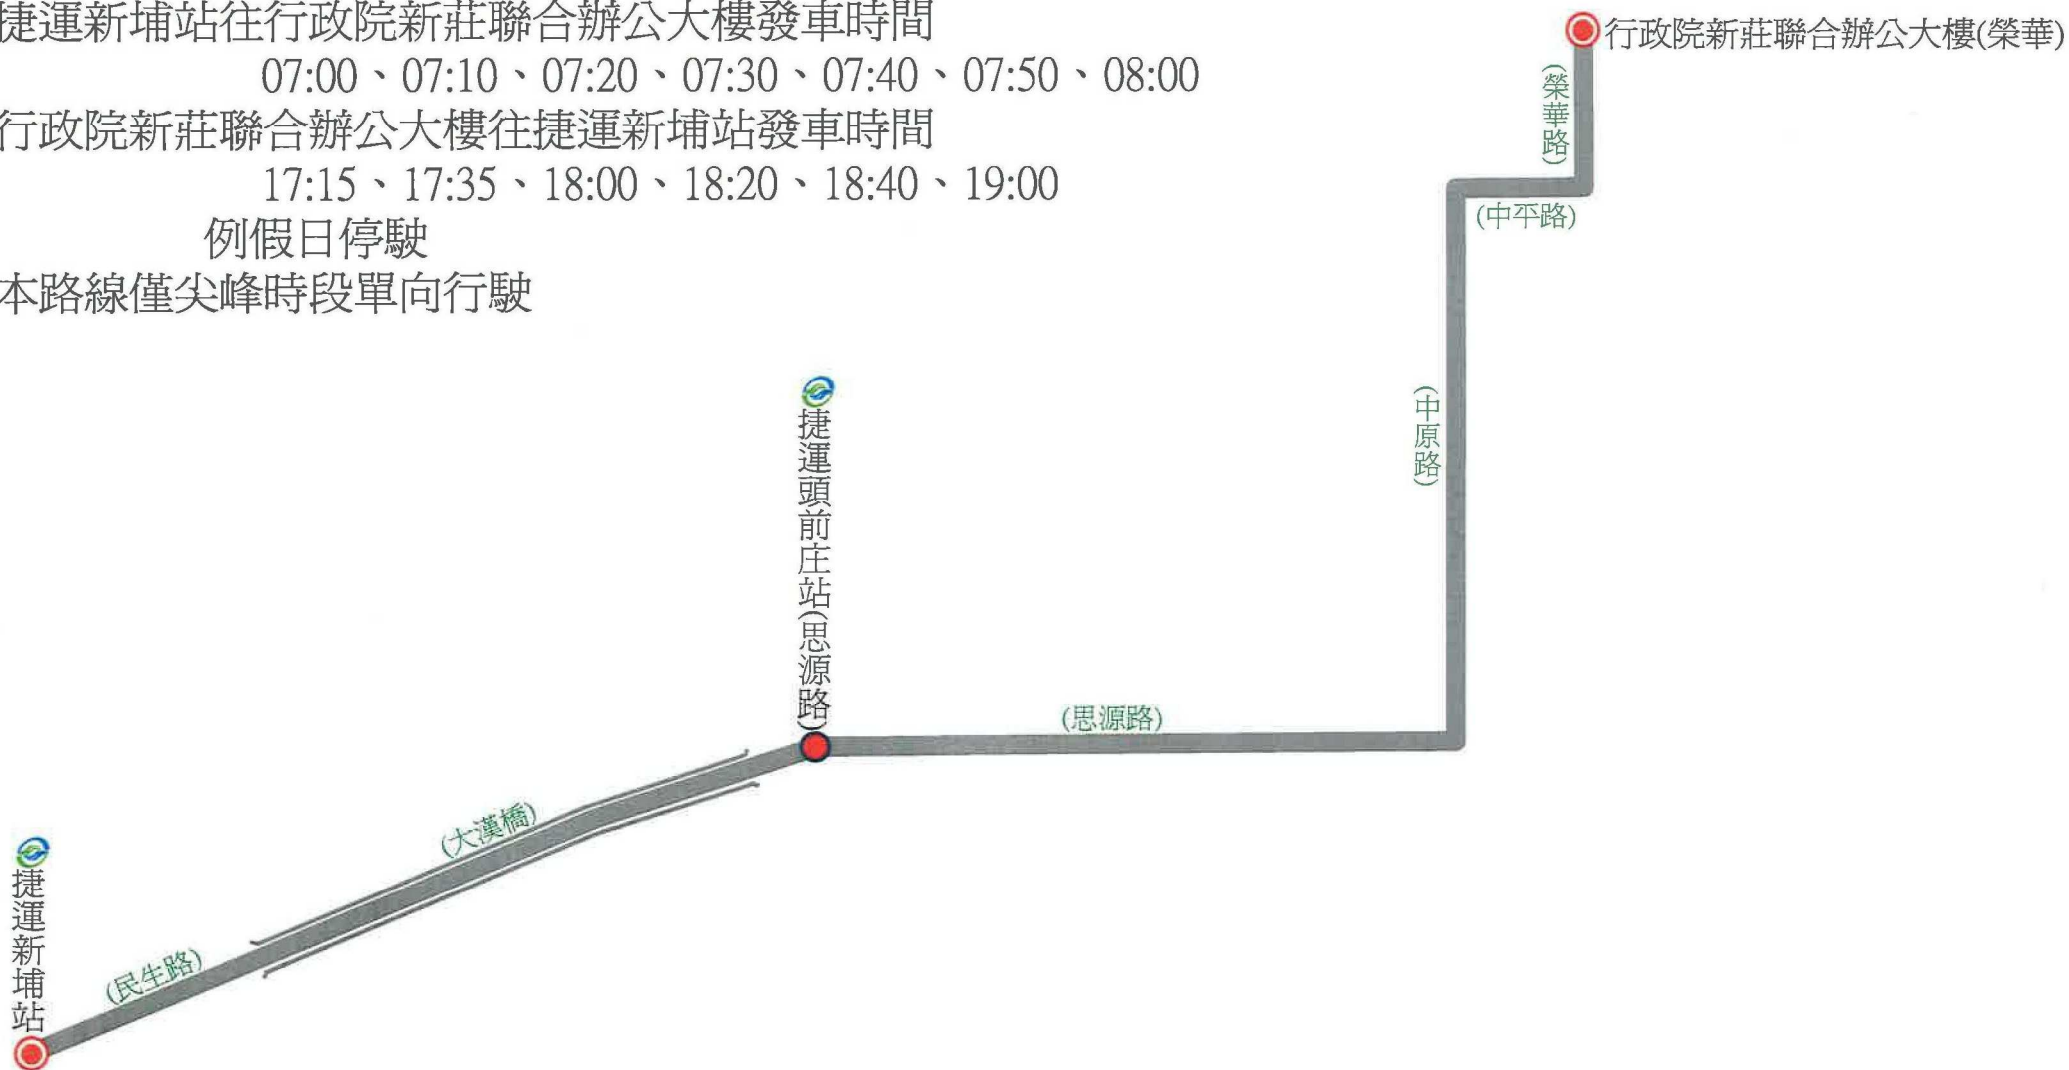 捷運新埔站往行政院新莊聯合辦公大樓發車時間
07:00、07:10、07:20、07:30、07:40、07:50、08:00
行政院新莊聯合辦公大樓往捷運新埔站發車時間
17:15、17:35、18:00、18:20、18:40、19:00
例假日停駛
本路線僅尖峰時段單向行駛
行政院新莊聯合辦公大樓(榮華)
(榮華路)
(中平路)
(中原路)
捷運頭前庄站(思源路)
(思源路)
(大漢橋)
(民生路)
捷運新埔站